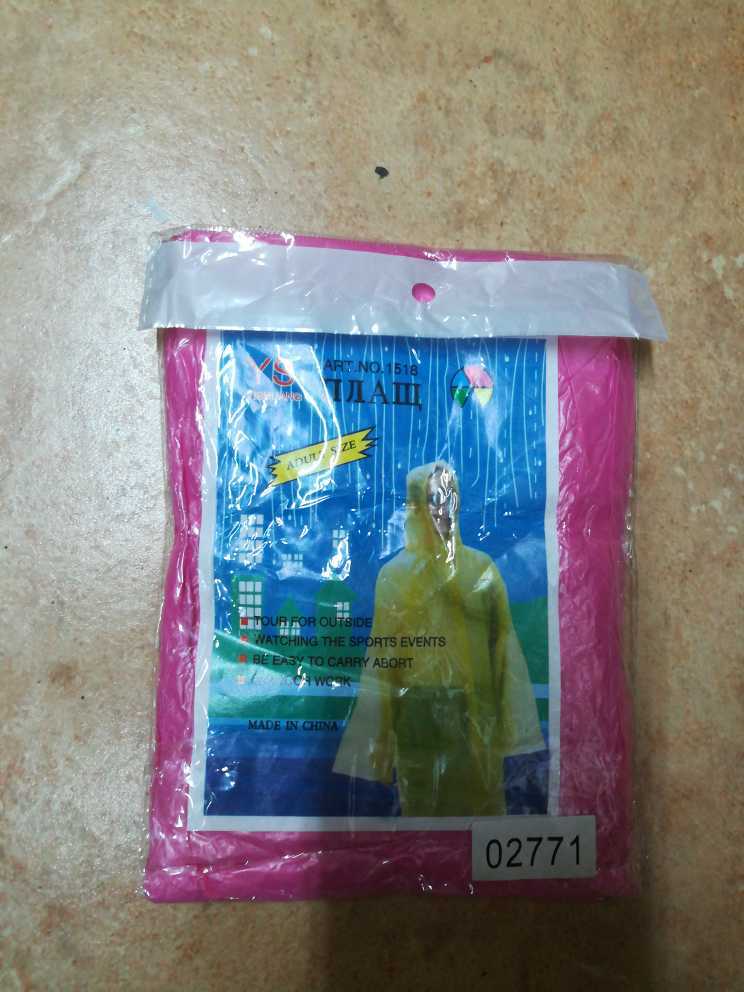 YS
ART.NO.1518
ПЛАЩ
ADULT SIZE
TOUR FOR OUTSIDE
WATCHING THE SPORTS EVENTS
BE EASY TO CARRY ABORT
WORK
MADE IN CHINA
02771